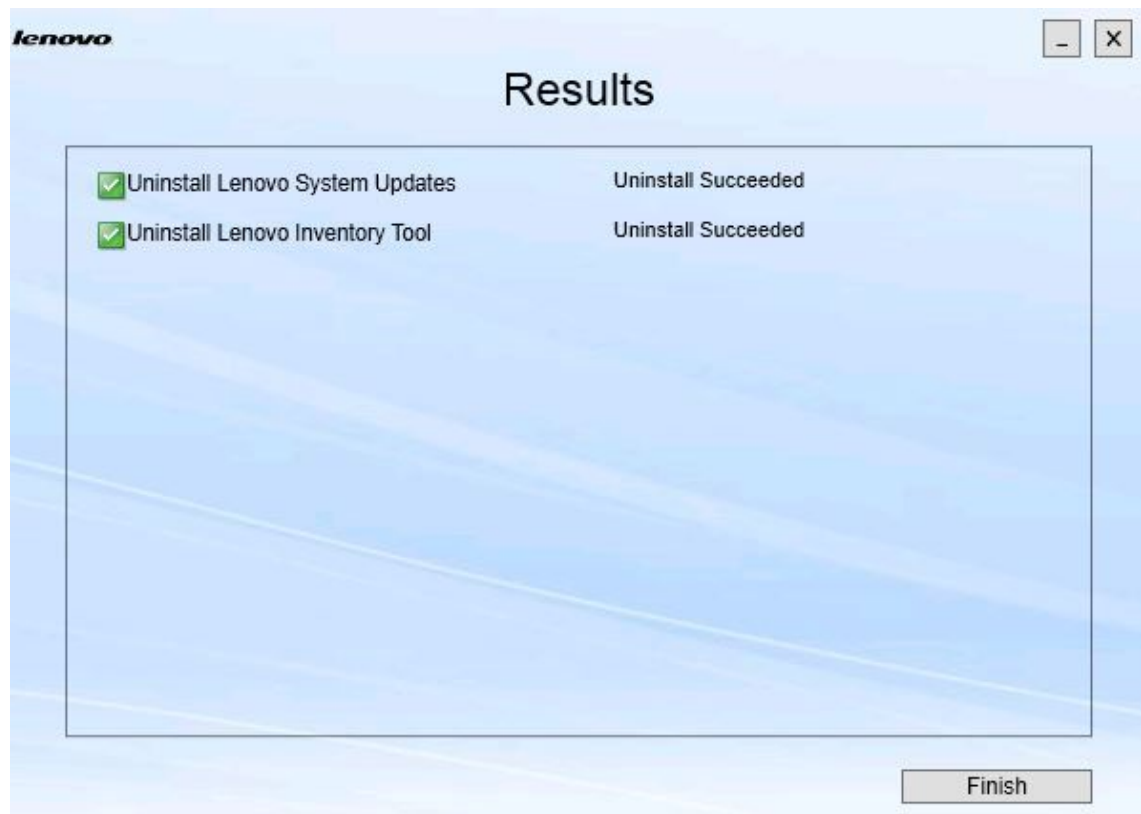 lenovo
Results
Uninstall Lenovo System Updates Uninstall Succeeded
Uninstall Lenovo Inventory Tool Uninstall Succeeded
Finish